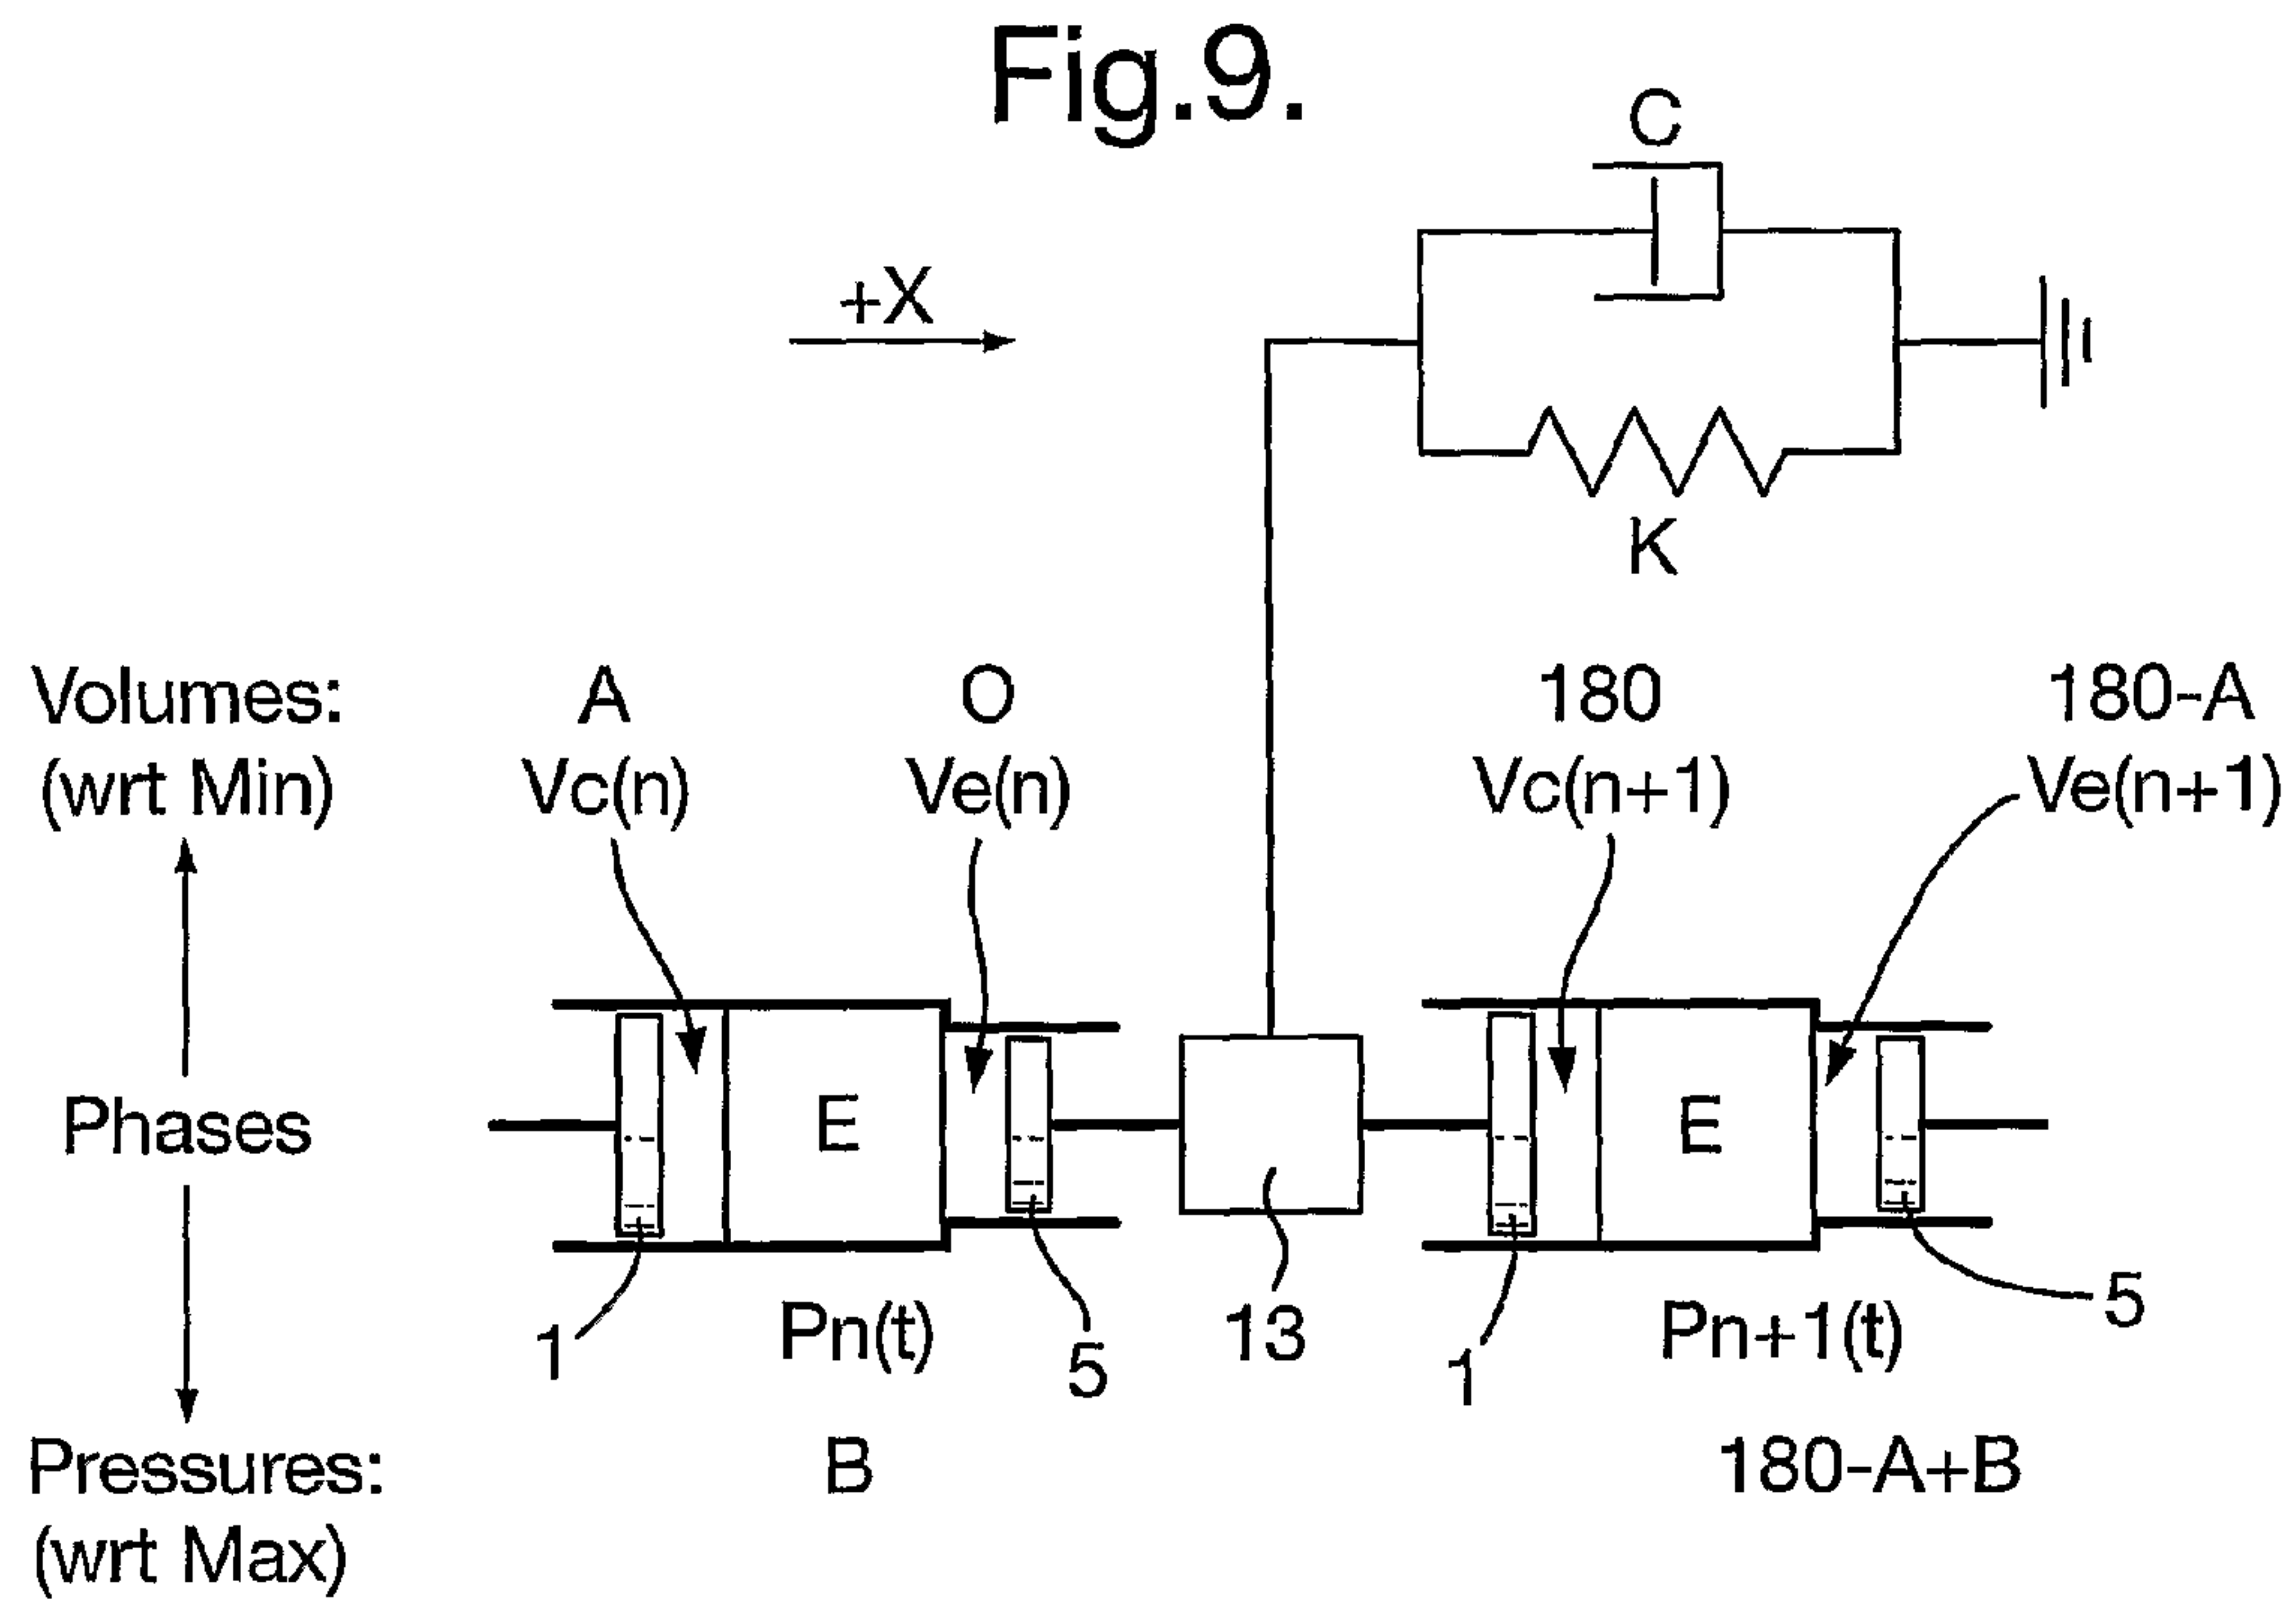 Fig.9.
C
+X
K
Volumes: A O 180 180-A
(wrt Min) Vc(n) Ve(n) Vc(n+1) Ve(n+1)
Phases E E
1 Pn(t) 5 13 1 Pn+1(t) 5
Pressures: B 180-A+B
(wrt Max)